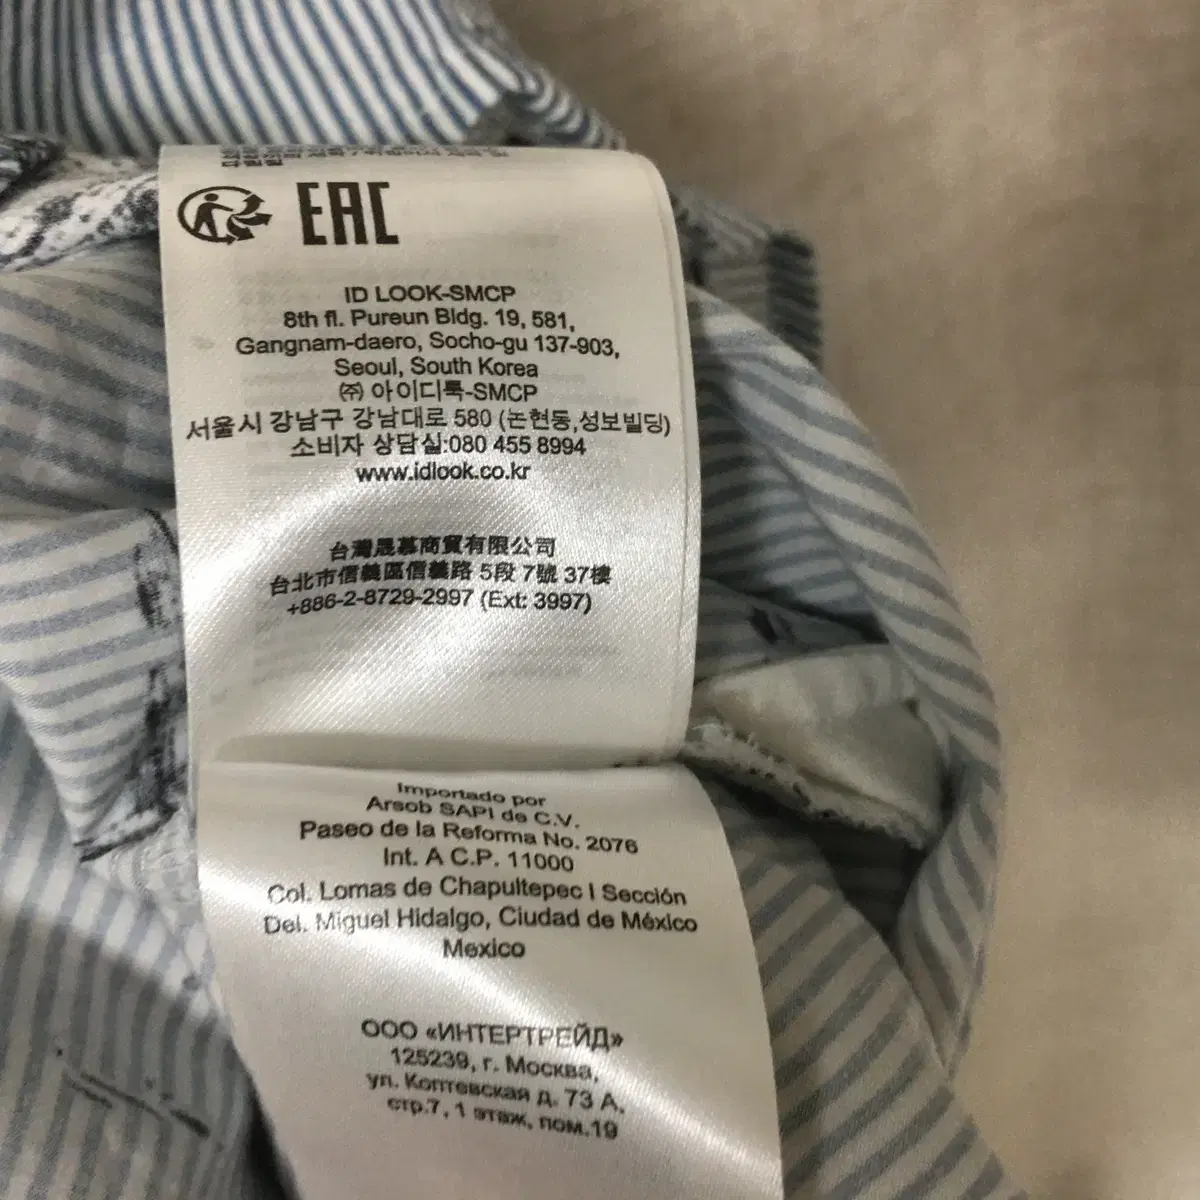 EAC
ID LOOK-SMCP
8th fl. Pureun Bldg. 19, 581,
Gangnam-daero, Socho-gu 137-903,
Seoul, South Korea
㈜ 아이디룩-SMCP
서울시 강남구 강남대로 580 (논현동,성보빌딩)
소비자 상담실:080 455 8994
www.idlook.co.kr
台灣晟慕商貿有限公司
台北市信義區信義路 5段 7號 37樓
+886-2-8729-2997 (Ext: 3997)
Importado por
Arsob SAPI de C.V.
Paseo de la Reforma No. 2076
Int. A C.P. 11000
Col. Lomas de Chapultepec I Sección
Del. Miguel Hidalgo, Ciudad de México
Mexico
ООО «ИНТЕРТРЕЙД»
125239, г. Москва,
ул. Коптевская д. 73 А,
стр.7, 1 этаж, пом.19